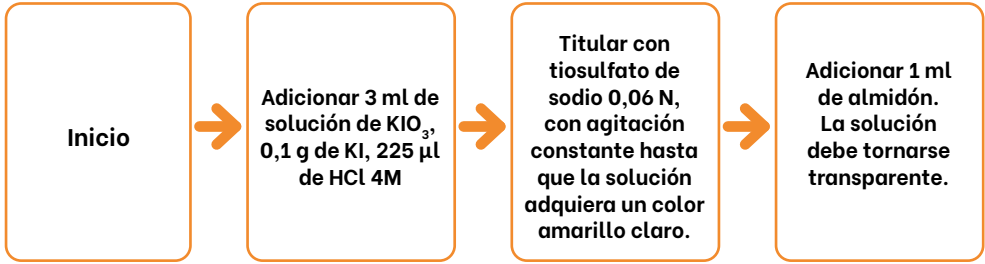 Inicio
Adicionar 3 ml de
solución de KIO₃,
0,1 g de KI, 225 µl
de HCl 4M
Titular con
tiosulfato de
sodio 0,06 N,
con agitación
constante hasta
que la solución
adquiera un color
amarillo claro.
Adicionar 1 ml
de almidón.
La solución
debe tornarse
transparente.